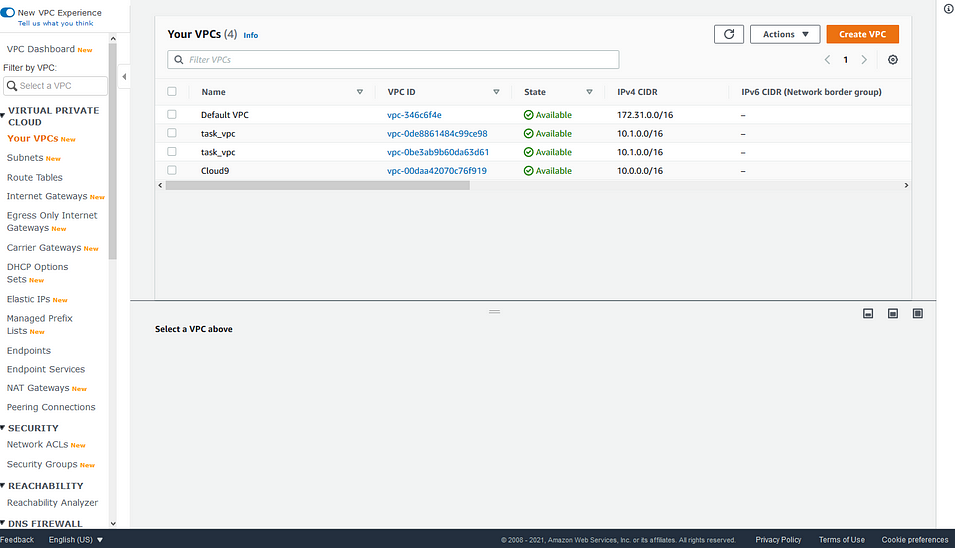 New VPC Experience
Tell us what you think
VPC Dashboard New
Filter by VPC:
Select a VPC
VIRTUAL PRIVATE
CLOUD
Your VPCs New
Subnets New
Route Tables
Internet Gateways New
Egress Only Internet
Gateways New
Carrier Gateways New
DHCP Options
Sets New
Elastic IPs New
Managed Prefix
Lists New
Endpoints
Endpoint Services
NAT Gateways New
Peering Connections
SECURITY
Network ACLs New
Security Groups New
REACHABILITY
Reachability Analyzer
DNS FIREWALL
Your VPCs (4) Info
Actions
Create VPC
Filter VPCs
1
Name VPC ID State IPv4 CIDR IPv6 CIDR (Network border group)
Default VPC vpc-346c6f4e Available 172.31.0.0/16 –
task_vpc vpc-0de8861484c99ce98 Available 10.1.0.0/16 –
task_vpc vpc-0be3ab9b60da63d61 Available 10.1.0.0/16 –
Cloud9 vpc-00daa42070c76f919 Available 10.0.0.0/16 –
Select a VPC above
Feedback English (US) © 2008 - 2021, Amazon Web Services, Inc. or its affiliates. All rights reserved. Privacy Policy Terms of Use Cookie preferences